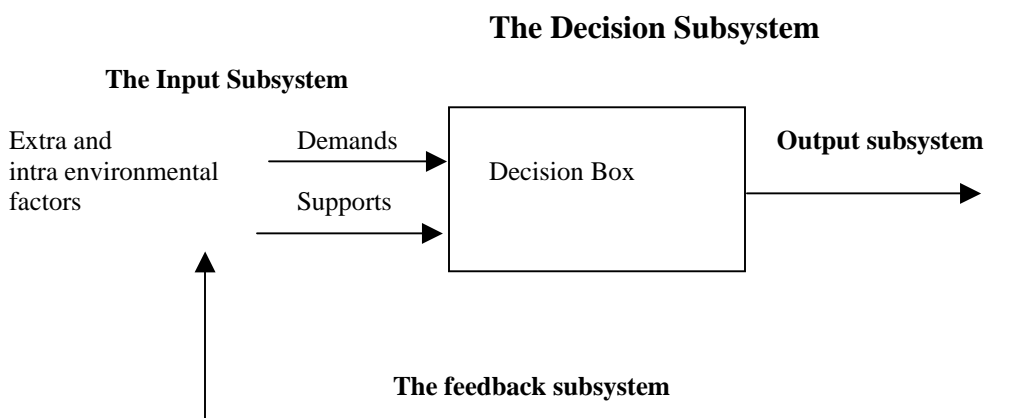 The Decision Subsystem
The Input Subsystem
Extra and
intra environmental
factors
Demands
Supports
Decision Box
Output subsystem
The feedback subsystem